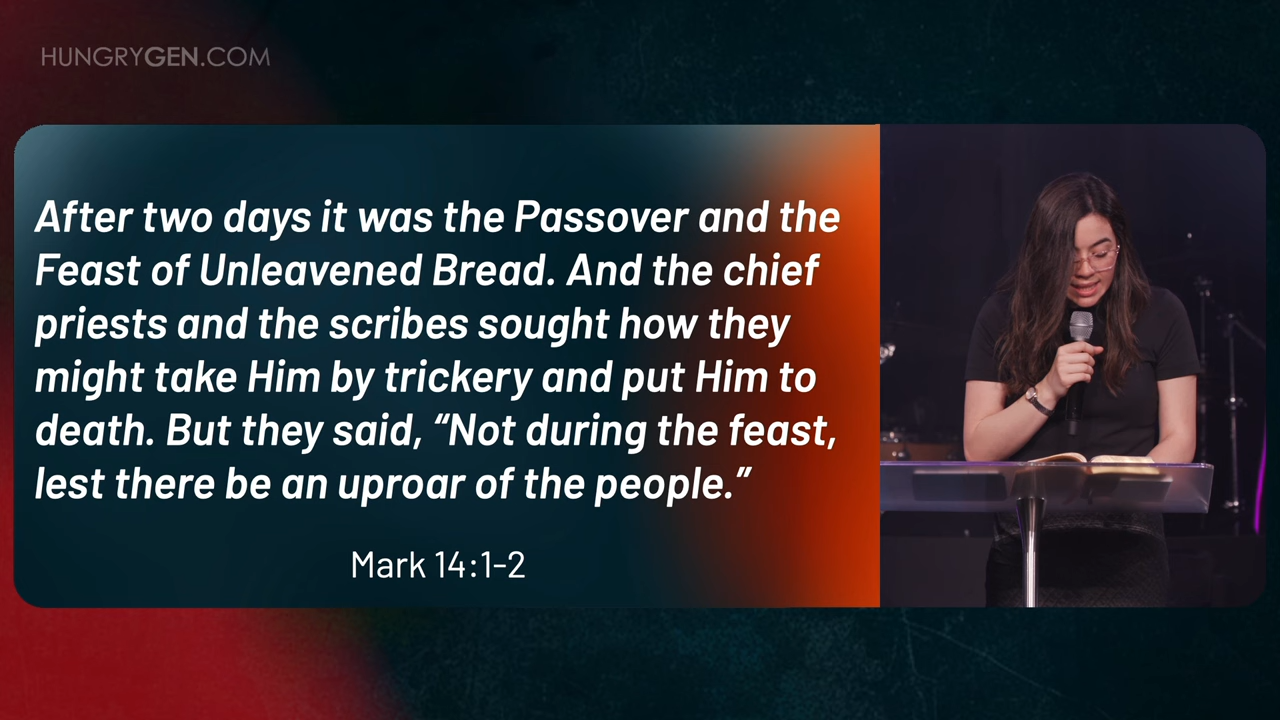 HUNGRYGEN.COM
After two days it was the Passover and the
Feast of Unleavened Bread. And the chief
priests and the scribes sought how they
might take Him by trickery and put Him to
death. But they said, “Not during the feast,
lest there be an uproar of the people.”
Mark 14:1-2